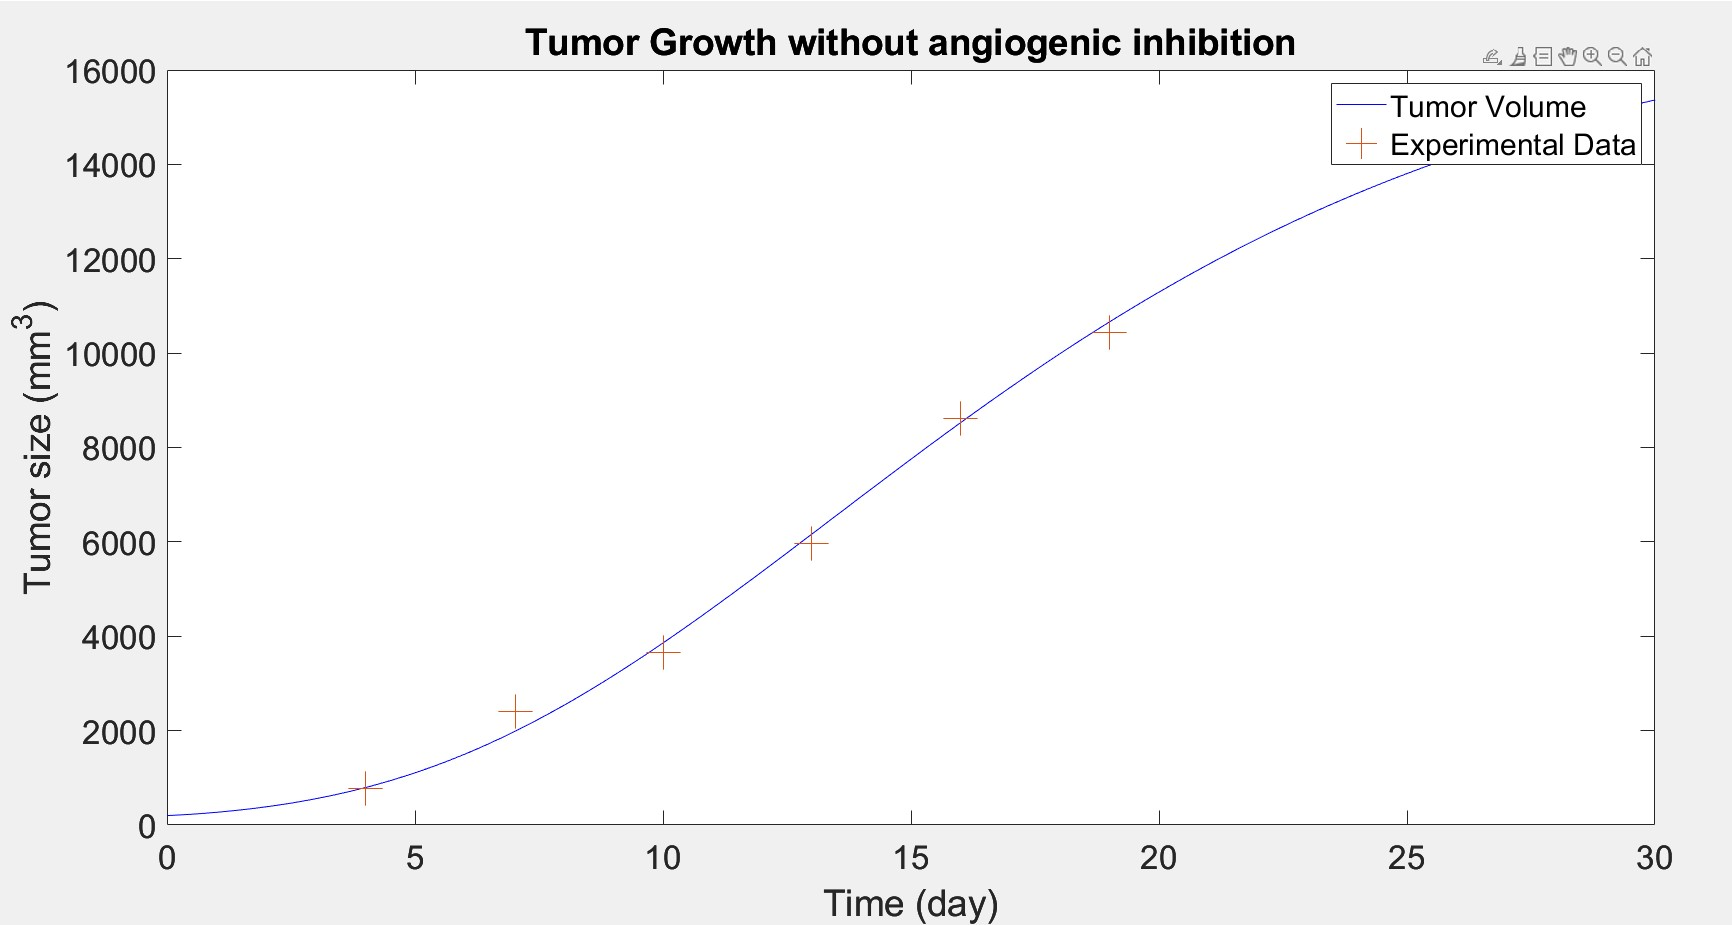 Tumor Growth without angiogenic inhibition
16000
14000
12000
10000
8000
6000
4000
2000
0
Tumor size (mm³)
Tumor Volume
Experimental Data
0 5 10 15 20 25 30
Time (day)